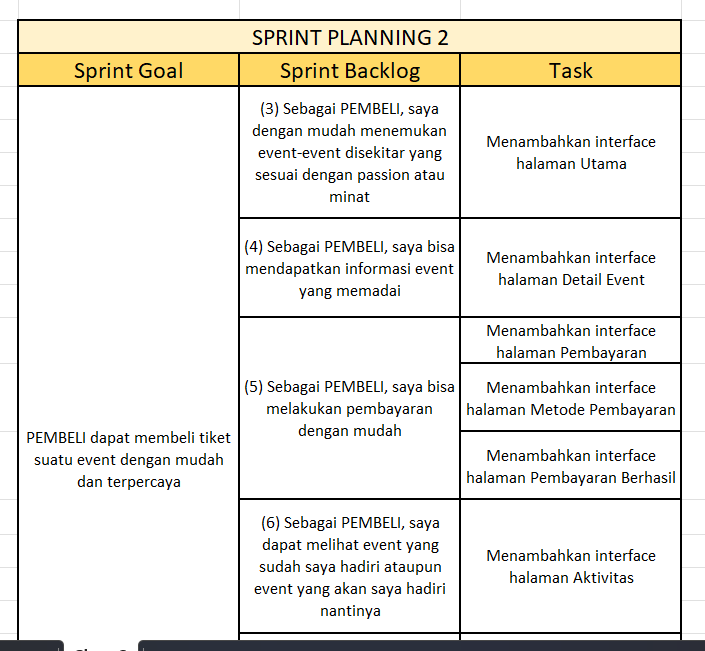 SPRINT PLANNING 2
Sprint Goal
Sprint Backlog
Task
PEMBELI dapat membeli tiket
suatu event dengan mudah
dan terpercaya
(3) Sebagai PEMBELI, saya
dengan mudah menemukan
event-event disekitar yang
sesuai dengan passion atau
minat
Menambahkan interface
halaman Utama
(4) Sebagai PEMBELI, saya bisa
mendapatkan informasi event
yang memadai
Menambahkan interface
halaman Detail Event
(5) Sebagai PEMBELI, saya bisa
melakukan pembayaran
dengan mudah
Menambahkan interface
halaman Pembayaran
Menambahkan interface
halaman Metode Pembayaran
Menambahkan interface
halaman Pembayaran Berhasil
(6) Sebagai PEMBELI, saya
dapat melihat event yang
sudah saya hadiri ataupun
event yang akan saya hadiri
nantinya
Menambahkan interface
halaman Aktivitas